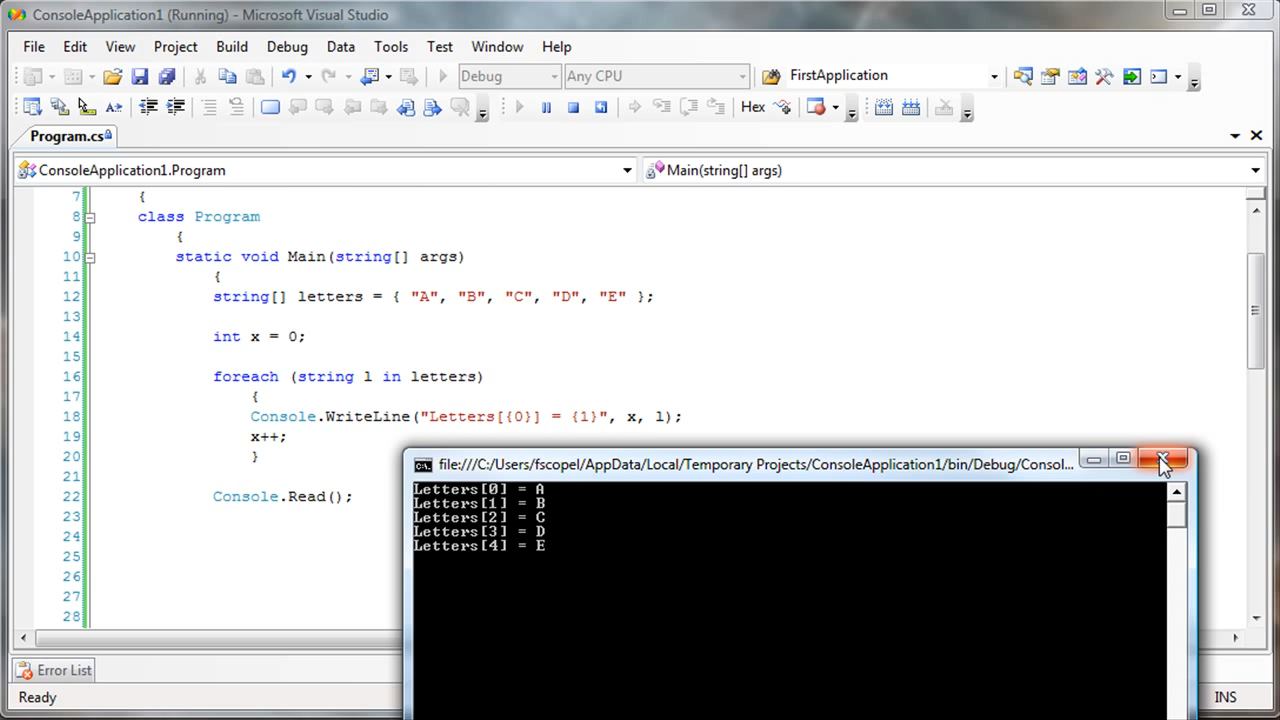 ConsoleApplication1 (Running) - Microsoft Visual Studio
File Edit View Project Build Debug Data Tools Test Window Help
Debug Any CPU FirstApplication
Hex
Program.cs
ConsoleApplication1.Program Main(string[] args)
7 {
8 class Program
9 {
10 static void Main(string[] args)
11 {
12 string[] letters = { "A", "B", "C", "D", "E" };
13
14 int x = 0;
15
16 foreach (string l in letters)
17 {
18 Console.WriteLine("Letters[{0}] = {1}", x, l);
19 x++;
20 }
21
22 Console.Read();
23
24
25
26
27
28
file:///C:/Users/fscopel/AppData/Local/Temporary Projects/ConsoleApplication1/bin/Debug/Consol...
Letters[0] = A
Letters[1] = B
Letters[2] = C
Letters[3] = D
Letters[4] = E
Error List
Ready INS